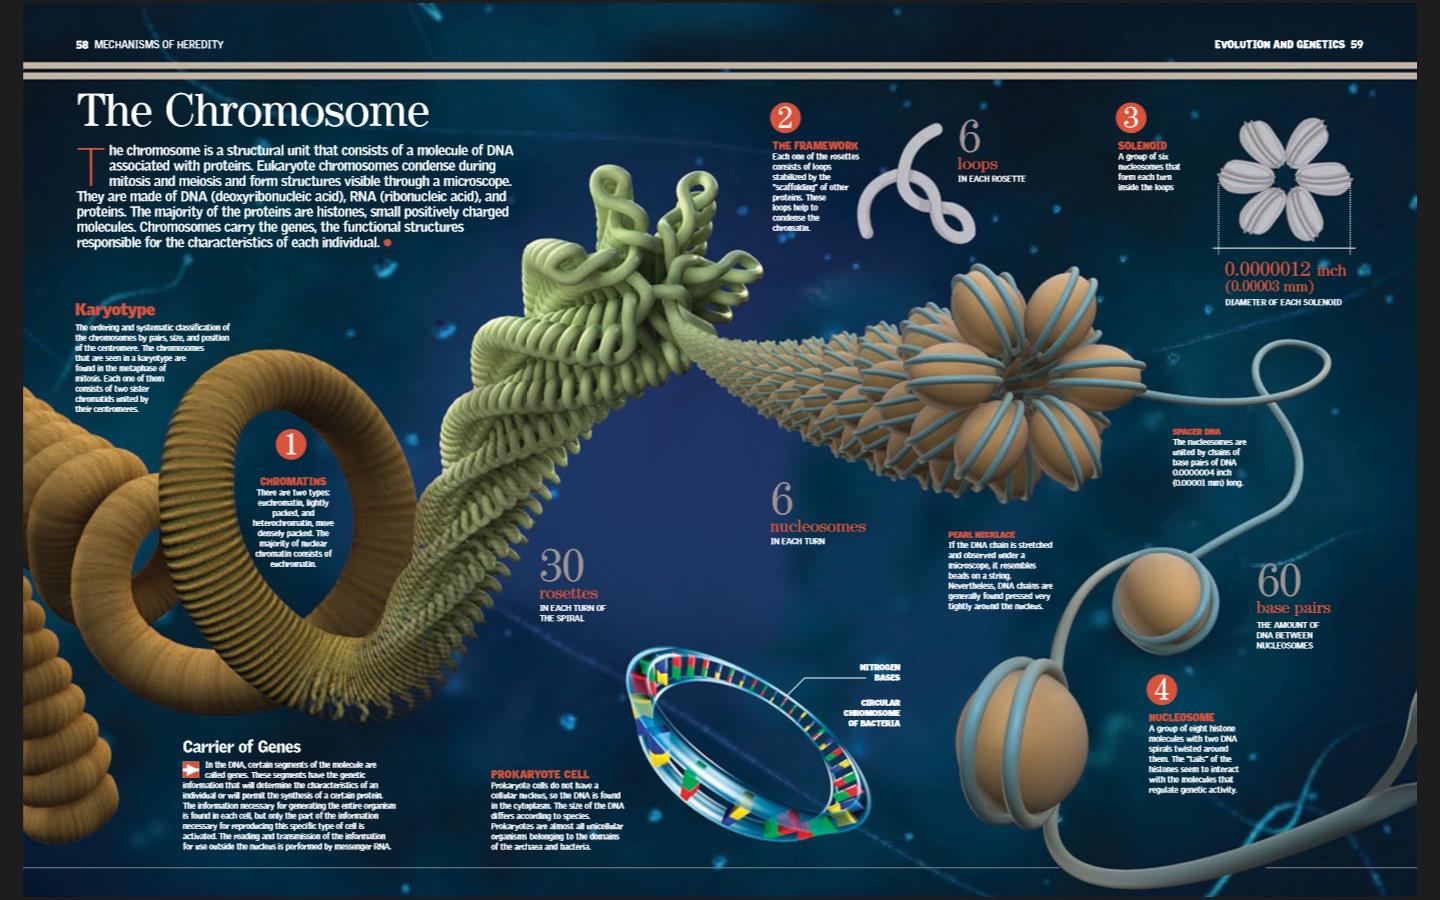 58 MECHANISMS OF HEREDITY
EVOLUTION AND GENETICS 59
The Chromosome
The chromosome is a structural unit that consists of a molecule of DNA
associated with proteins. Eukaryote chromosomes condense during
mitosis and meiosis and form structures visible through a microscope.
They are made of DNA (deoxyribonucleic acid), RNA (ribonucleic acid), and
proteins. The majority of the proteins are histones, small positively charged
molecules. Chromosomes carry the genes, the functional structures
responsible for the characteristics of each individual.
Karyotype
The ordering and systematic classification of
the chromosomes by pairs, size, and position
of the centromere. The chromosomes
that are seen in a karyotype are
found in the metaphase of
mitosis. Each one of them
consists of two sister
chromatids united by
their centromeres.
1
CHROMATINS
There are two types:
euchromatin, lightly
packed, and
heterochromatin, more
densely packed. The
majority of nuclear
chromatin consists of
euchromatin.
2
THE FRAMEWORK
Each one of the rosettes
consists of loops
stabilized by the
"scaffolding" of other
proteins. These
loops help to
condense the
chromatin.
6
loops
IN EACH ROSETTE
3
SOLENOID
A group of six
nucleosomes that
form each turn
inside the loops
0.0000012 inch
(0.00003 mm)
DIAMETER OF EACH SOLENOID
SPACER DNA
The nucleosomes are
united by chains of
base pairs of DNA
0.0000004 inch
(0.00001 mm) long.
6
nucleosomes
IN EACH TURN
30
rosettes
IN EACH TURN OF
THE SPIRAL
PEARL NECKLACE
If the DNA chain is stretched
and observed under a
microscope, it resembles
beads on a string.
Nevertheless, DNA chains are
generally found pressed very
tightly around the nucleus.
60
base pairs
THE AMOUNT OF
DNA BETWEEN
NUCLEOSOMES
4
NUCLEOSOME
A group of eight histone
molecules with two DNA
spirals twisted around
them. The "tails" of the
histones seem to interact
with the molecules that
regulate genetic activity.
NITROGEN
BASES
CIRCULAR
CHROMOSOME
OF BACTERIA
Carrier of Genes
In the DNA, certain segments of the molecule are
called genes. These segments have the genetic
information that will determine the characteristics of an
individual or will permit the synthesis of a certain protein.
The information necessary for generating the entire organism
is found in each cell, but only the part of the information
necessary for reproducing this specific type of cell is
activated. The reading and transmission of the information
for use outside the nucleus is performed by messenger RNA.
PROKARYOTE CELL
Prokaryote cells do not have a
cellular nucleus, so the DNA is found
in the cytoplasm. The size of the DNA
differs according to species.
Prokaryotes are almost all unicellular
organisms belonging to the domains
of the archaea and bacteria.